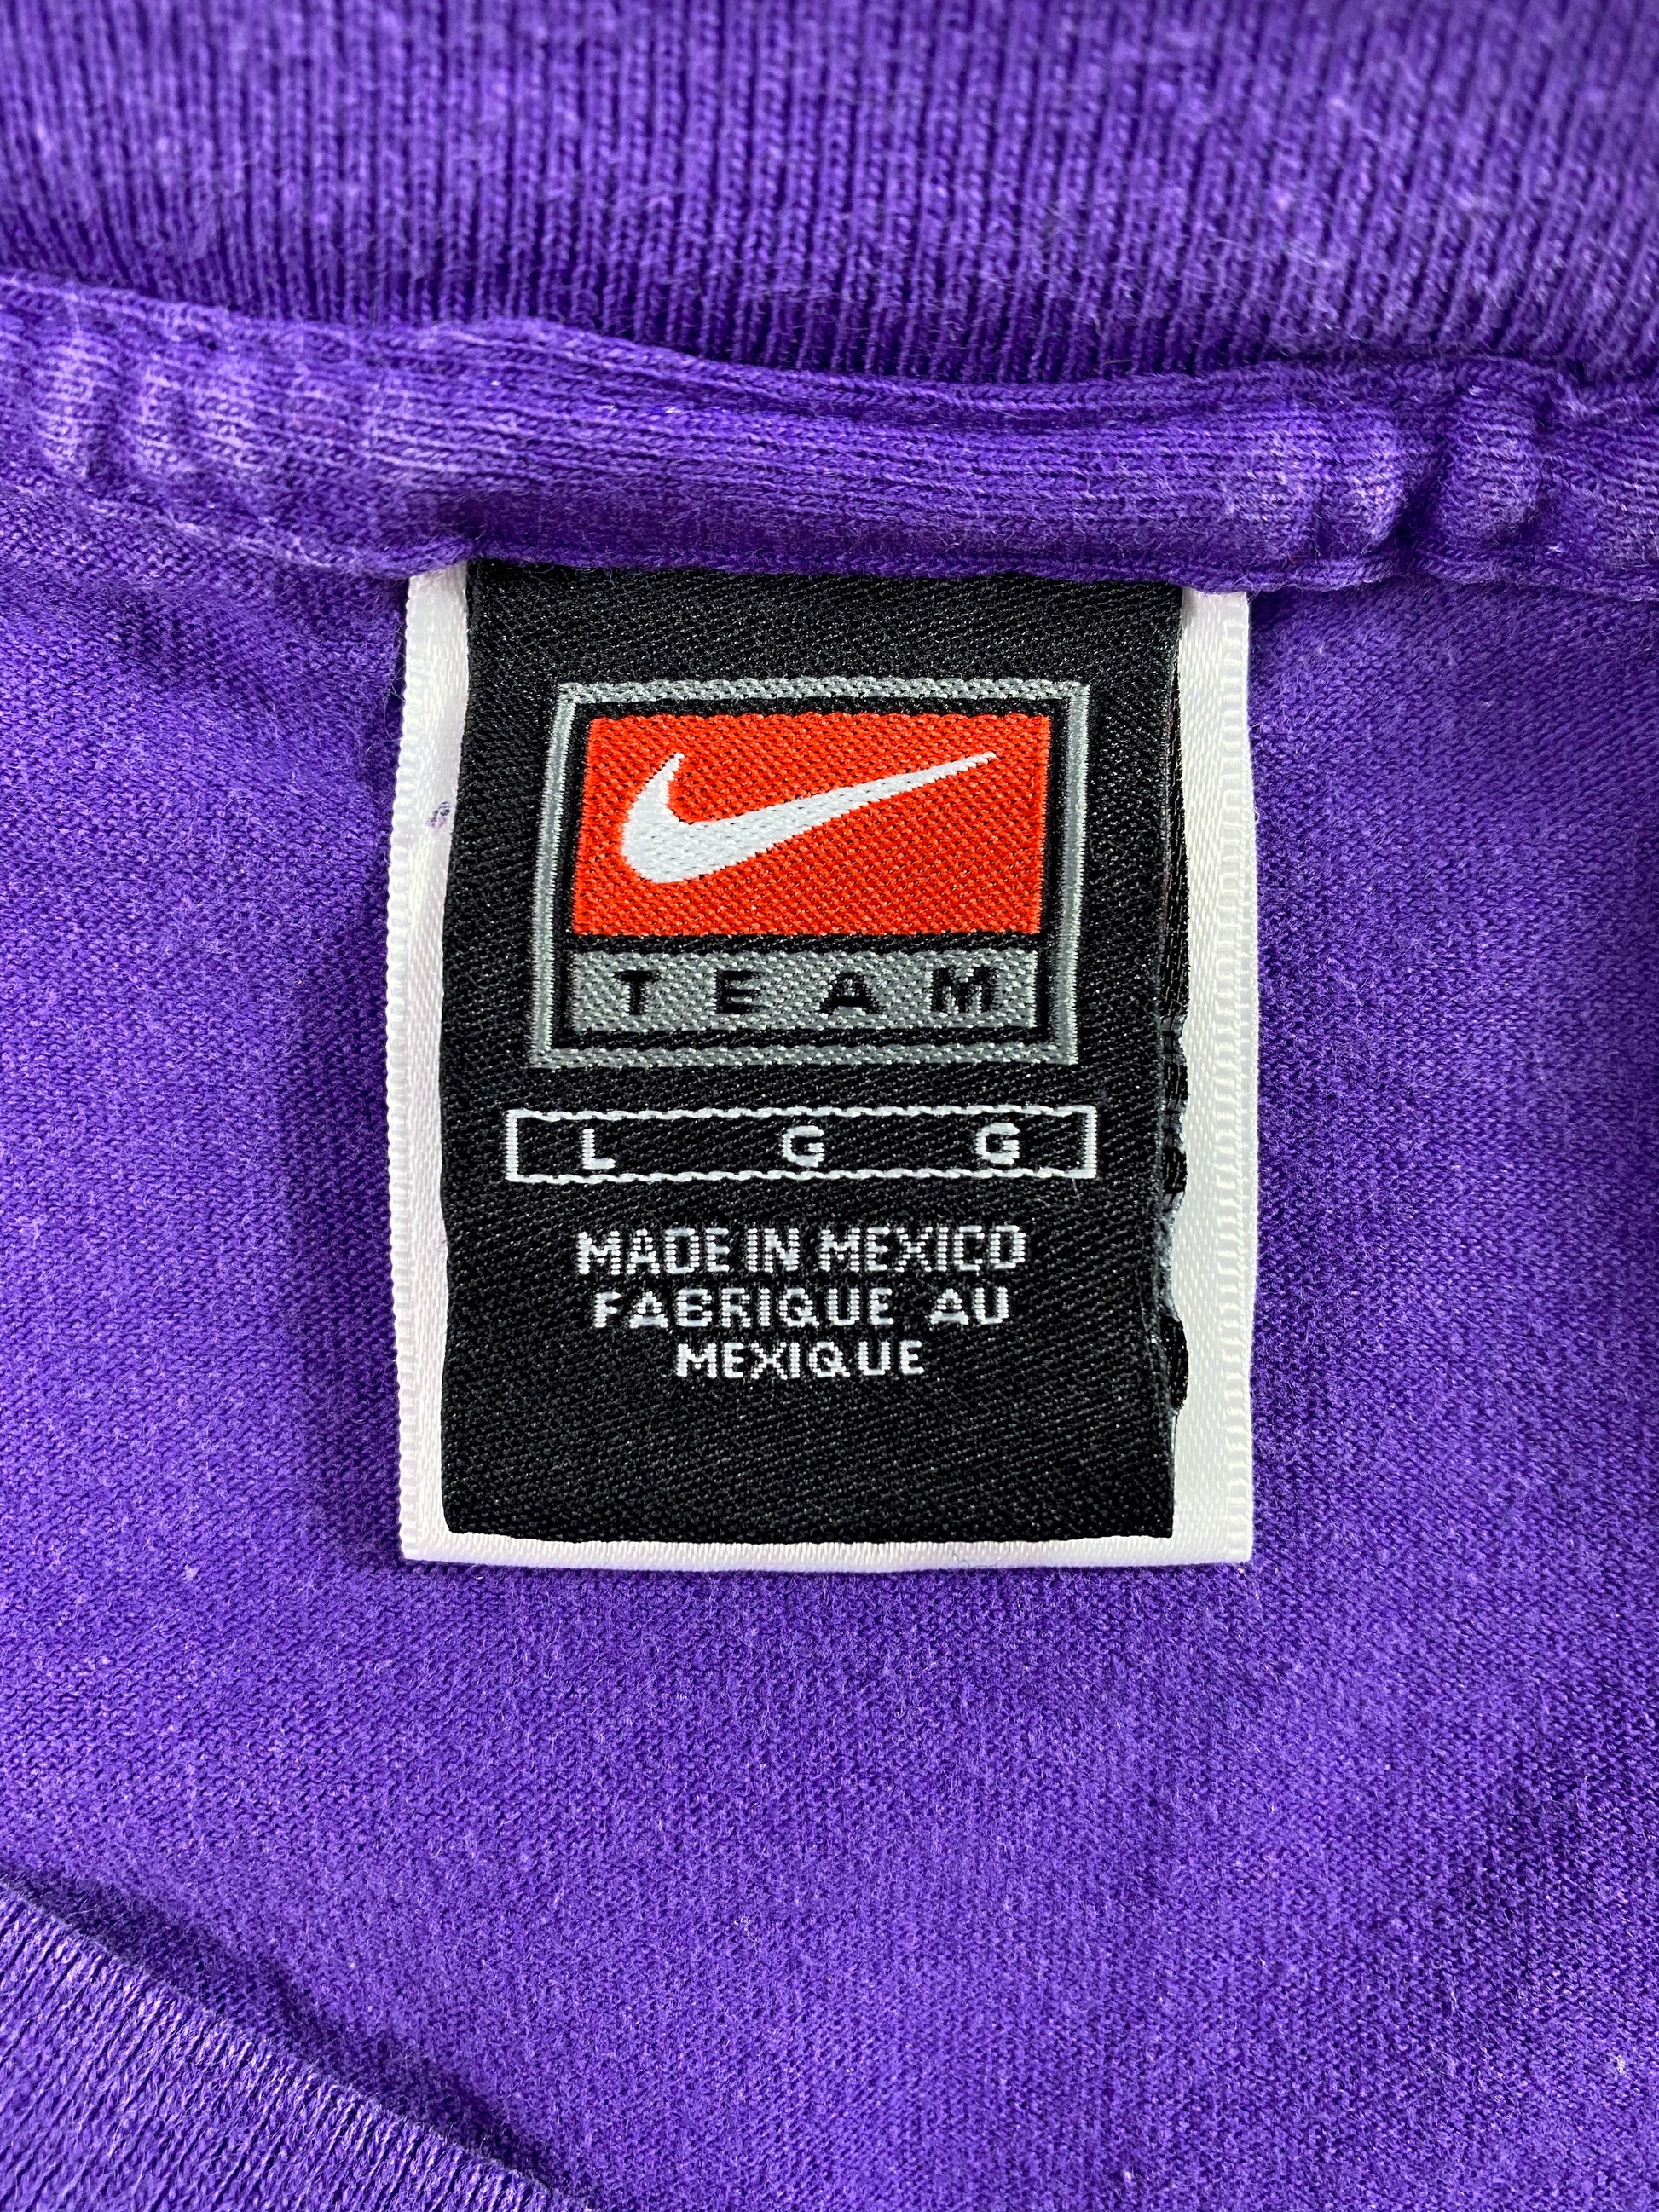 TEAM
L G G
MADE IN MEXICO
FABRIQUE AU
MEXIQUE